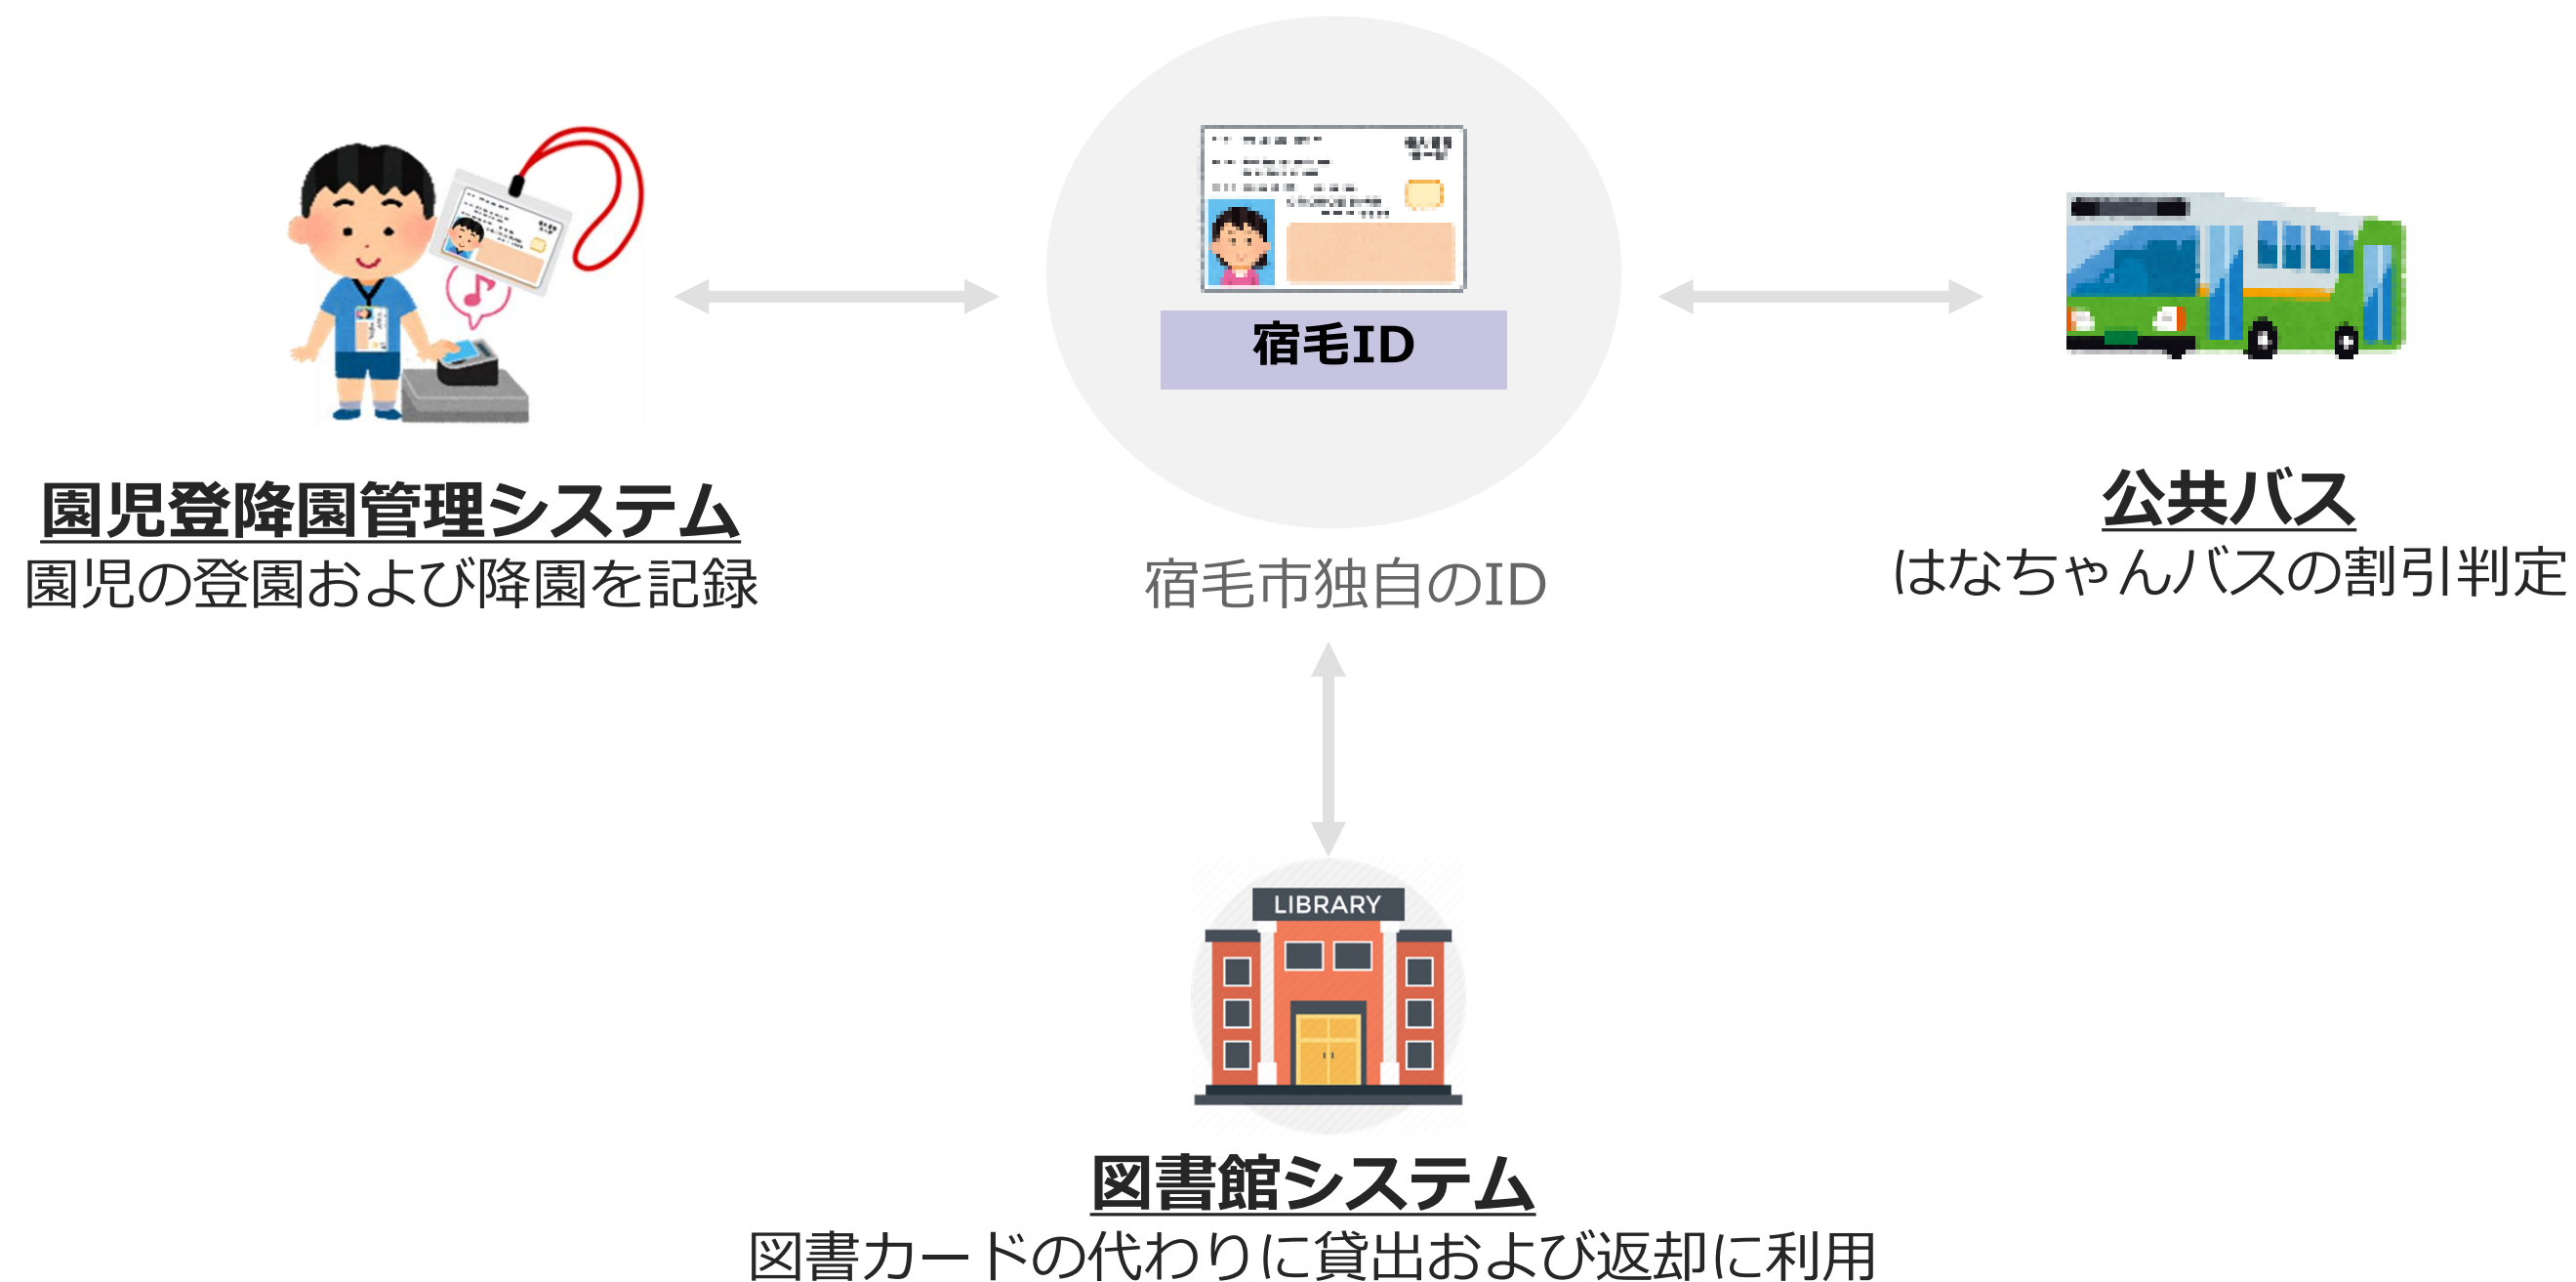 宿毛ID
宿毛市独自のID
園児登降園管理システム
園児の登園および降園を記録
公共バス
はなちゃんバスの割引判定
LIBRARY
図書館システム
図書カードの代わりに貸出および返却に利用